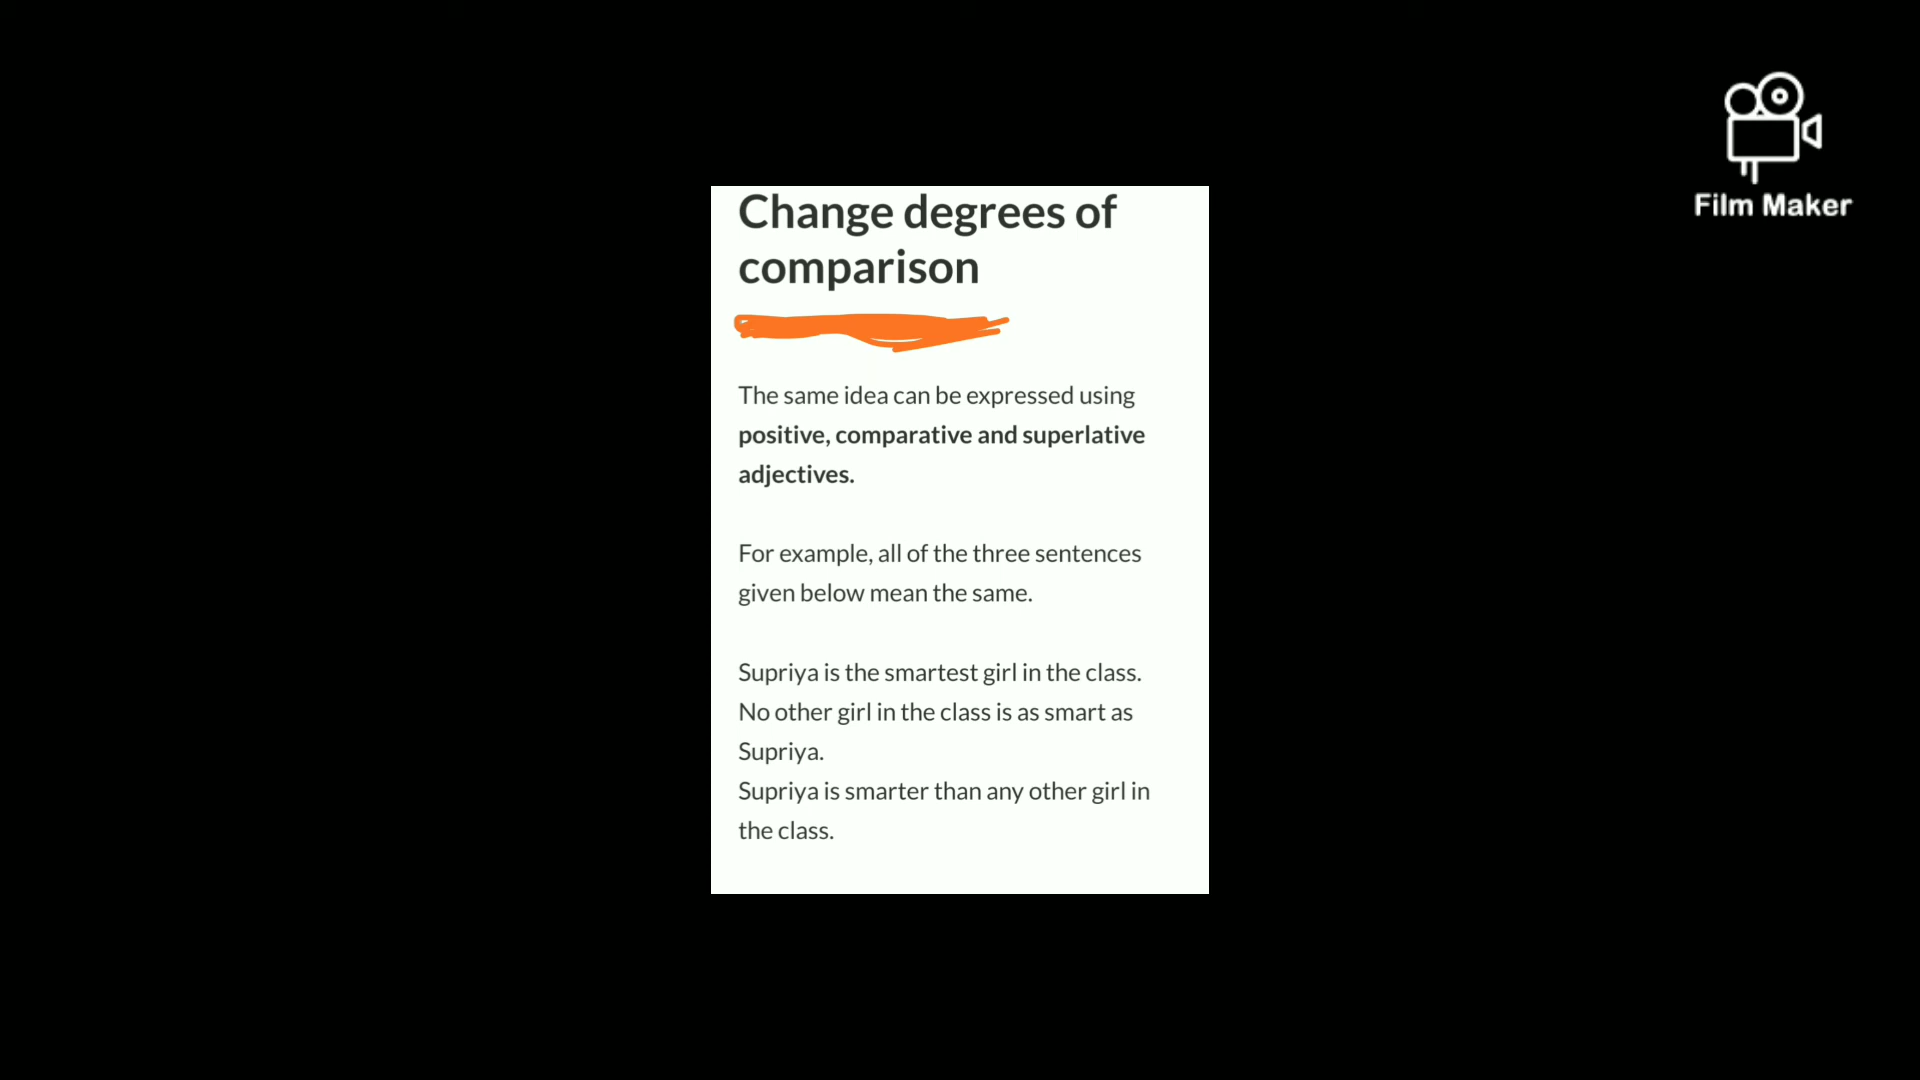 Film Maker
Change degrees of
comparison
The same idea can be expressed using
positive, comparative and superlative
adjectives.
For example, all of the three sentences
given below mean the same.
Supriya is the smartest girl in the class.
No other girl in the class is as smart as
Supriya.
Supriya is smarter than any other girl in
the class.